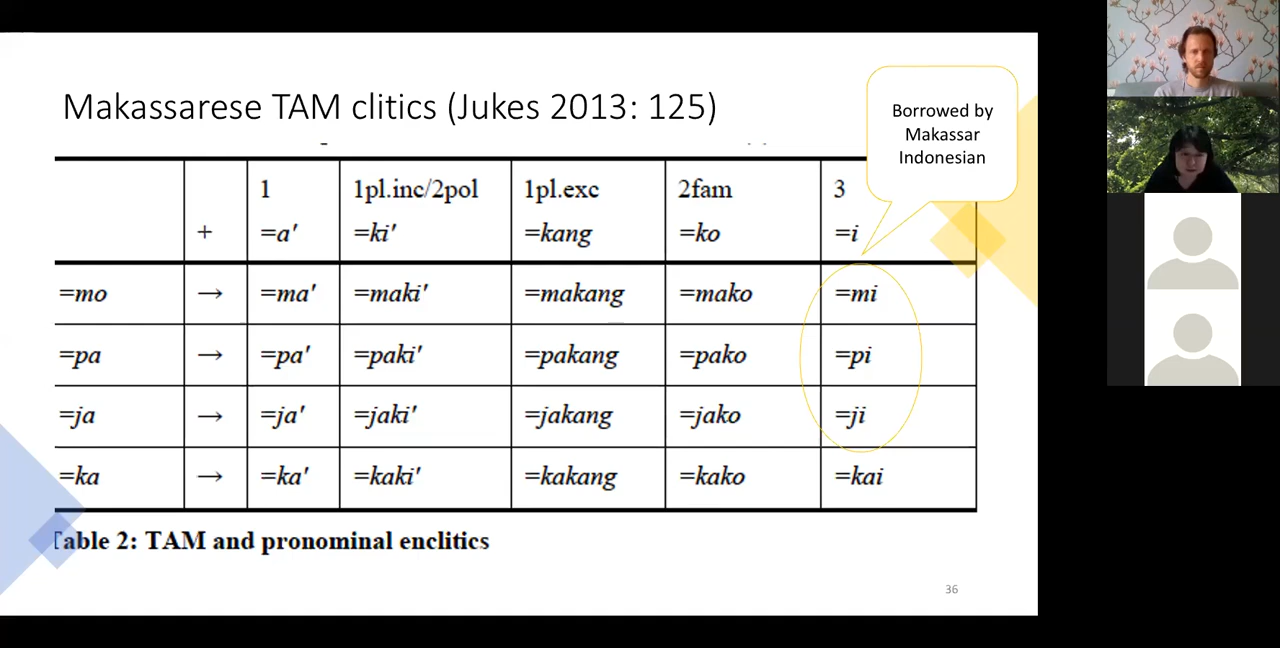 Makassarese TAM clitics (Jukes 2013: 125)
Borrowed by
Makassar
Indonesian
1 1pl.inc/2pol 1pl.exc 2fam 3
+ =a' =ki' =kang =ko =i
=mo → =ma' =maki' =makang =mako =mi
=pa → =pa' =paki' =pakang =pako =pi
=ja → =ja' =jaki' =jakang =jako =ji
=ka → =ka' =kaki' =kakang =kako =kai
Table 2: TAM and pronominal enclitics
36